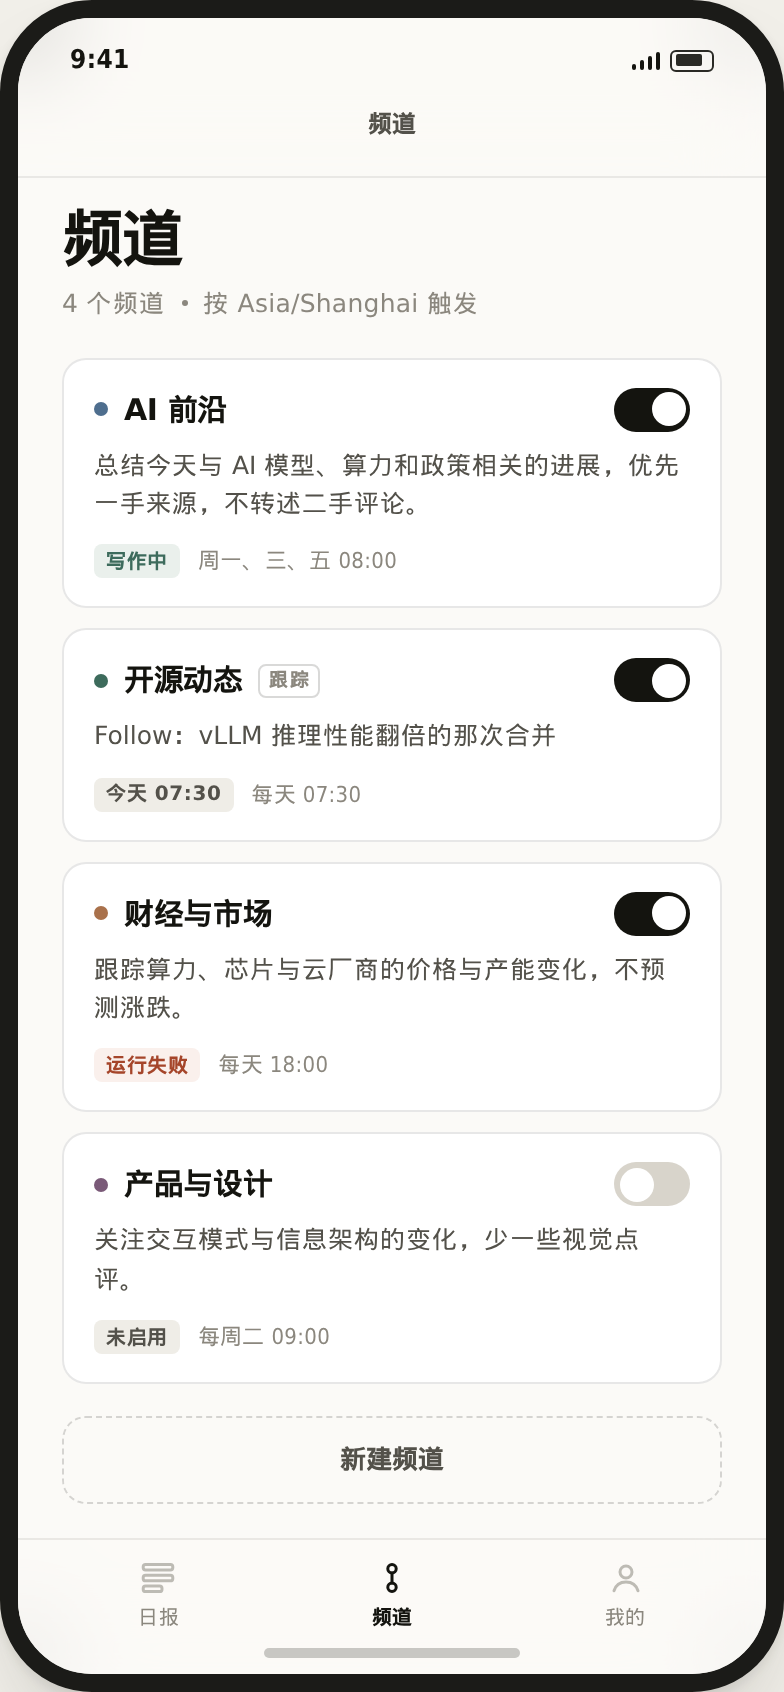 9:41
频道
频道
4 个频道 • 按 Asia/Shanghai 触发
AI 前沿
总结今天与 AI 模型、算力和政策相关的进展，优先
一手来源，不转述二手评论。
写作中 周一、三、五 08:00
开源动态 跟踪
Follow：vLLM 推理性能翻倍的那次合并
今天 07:30 每天 07:30
财经与市场
跟踪算力、芯片与云厂商的价格与产能变化，不预
测涨跌。
运行失败 每天 18:00
产品与设计
关注交互模式与信息架构的变化，少一些视觉点
评。
未启用 每周二 09:00
新建频道
日报 频道 我的